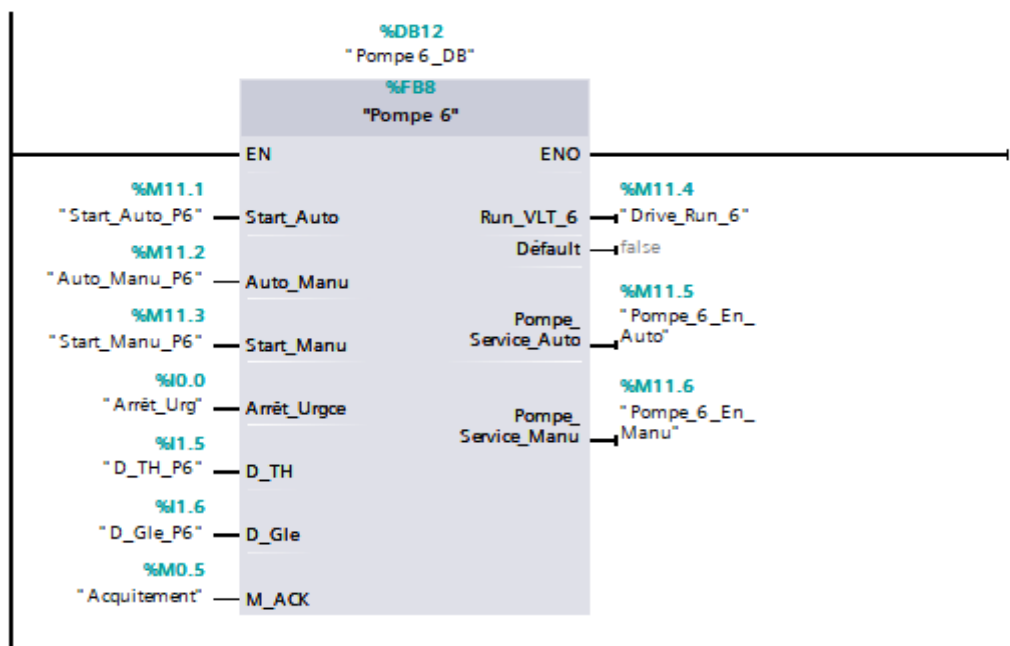 %DB12
"Pompe 6_DB"
%FB8
"Pompe 6"
EN
ENO
%M11.1
"Start_Auto_P6"
Start_Auto
%M11.2
"Auto_Manu_P6"
Auto_Manu
%M11.3
"Start_Manu_P6"
Start_Manu
%I0.0
"Arrêt_Urg"
Arrêt_Urgce
%I1.5
"D_TH_P6"
D_TH
%I1.6
"D_Gle_P6"
D_Gle
%M0.5
"Acquitement"
M_ACK
%M11.4
Run_VLT_6
"Drive_Run_6"
Défault
false
%M11.5
Pompe_
Service_Auto
"Pompe_6_En_
Auto"
%M11.6
Pompe_
Service_Manu
"Pompe_6_En_
Manu"